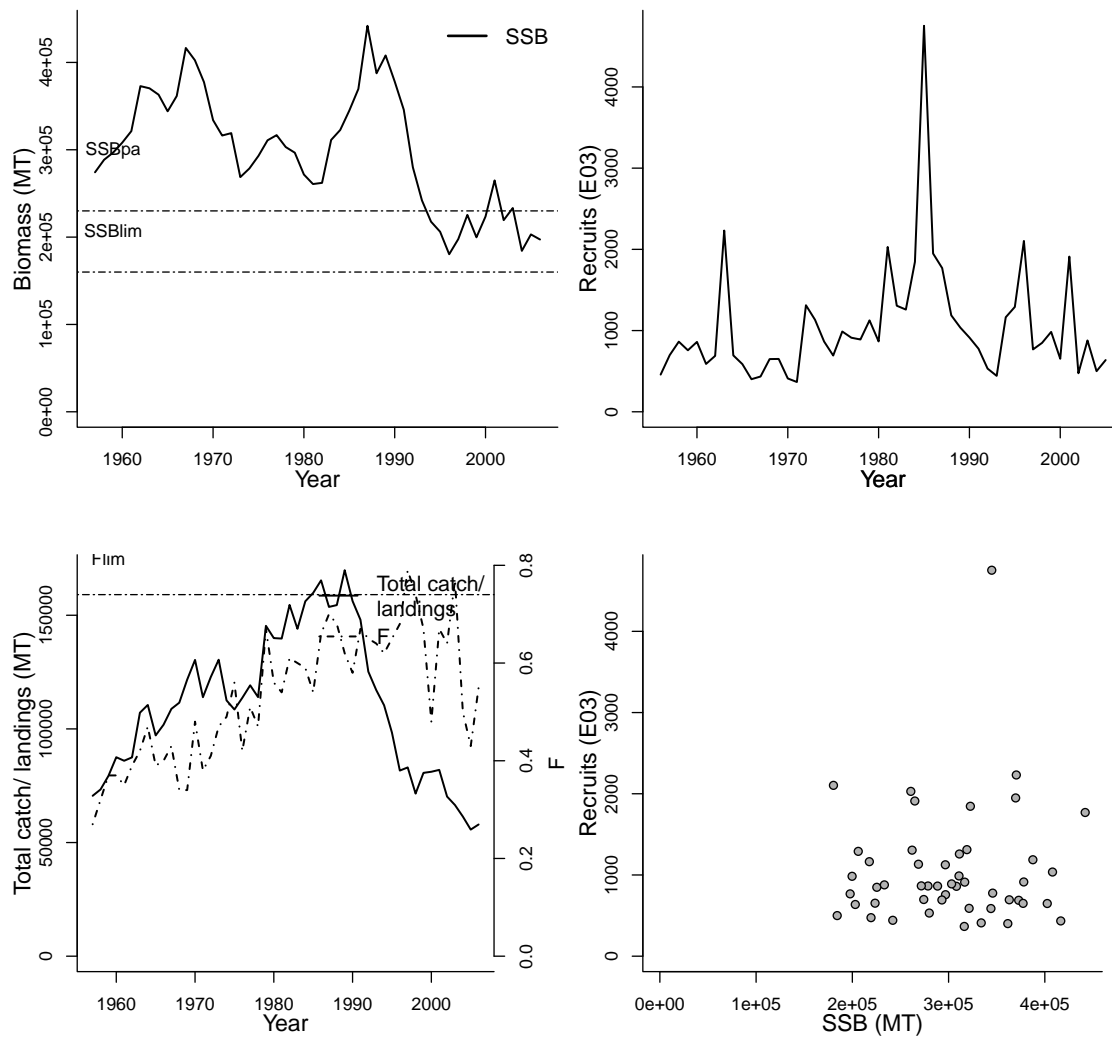 SSB
SSBpa
SSBlim
Biomass (MT)
0e+00 1e+05 2e+05 3e+05 4e+05
1960 1970 1980 1990 2000
Year
Recruits (E03)
0 1000 2000 3000 4000
1960 1970 1980 1990 2000
Year
Flim
Total catch/
landings
F
Total catch/ landings (MT)
0 50000 100000 150000
0.0 0.2 0.4 0.6 0.8
F
1960 1970 1980 1990 2000
Year
Recruits (E03)
0 1000 2000 3000 4000
0e+00 1e+05 2e+05 3e+05 4e+05
SSB (MT)